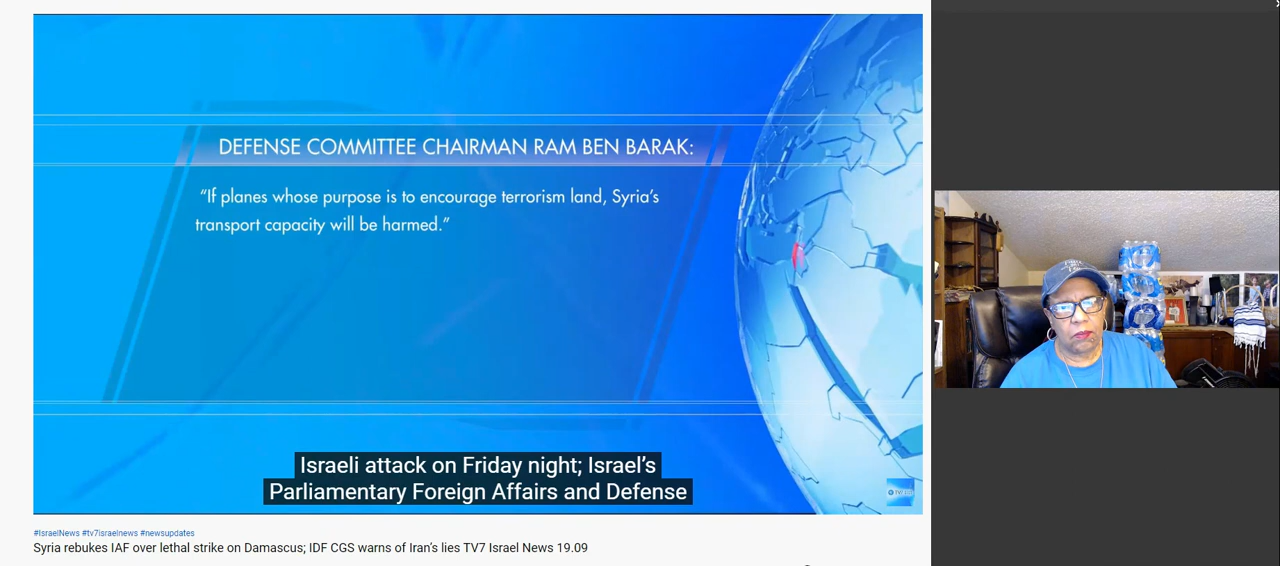 DEFENSE COMMITTEE CHAIRMAN RAM BEN BARAK:
“If planes whose purpose is to encourage terrorism land, Syria’s
transport capacity will be harmed.”
Israeli attack on Friday night; Israel’s
Parliamentary Foreign Affairs and Defense
#IsraelNews #tv7israelnews #newsupdates
Syria rebukes IAF over lethal strike on Damascus; IDF CGS warns of Iran’s lies TV7 Israel News 19.09